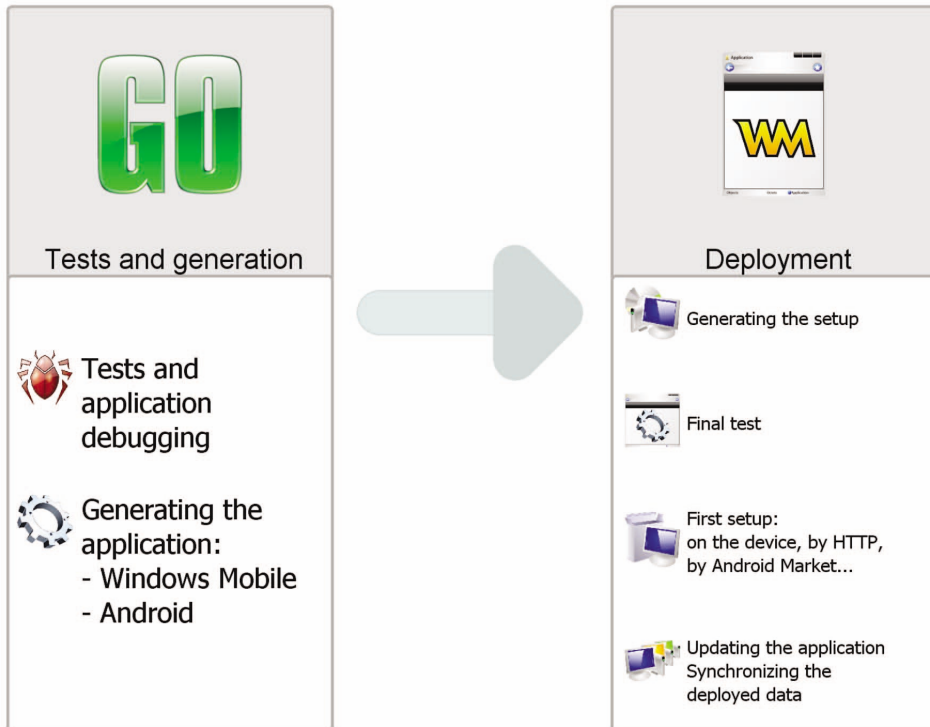 GO
Tests and generation
Tests and
application
debugging
Generating the
application:
- Windows Mobile
- Android
Application
WM
Deployment
Generating the setup
Final test
First setup:
on the device, by HTTP,
by Android Market...
Updating the application
Synchronizing the
deployed data